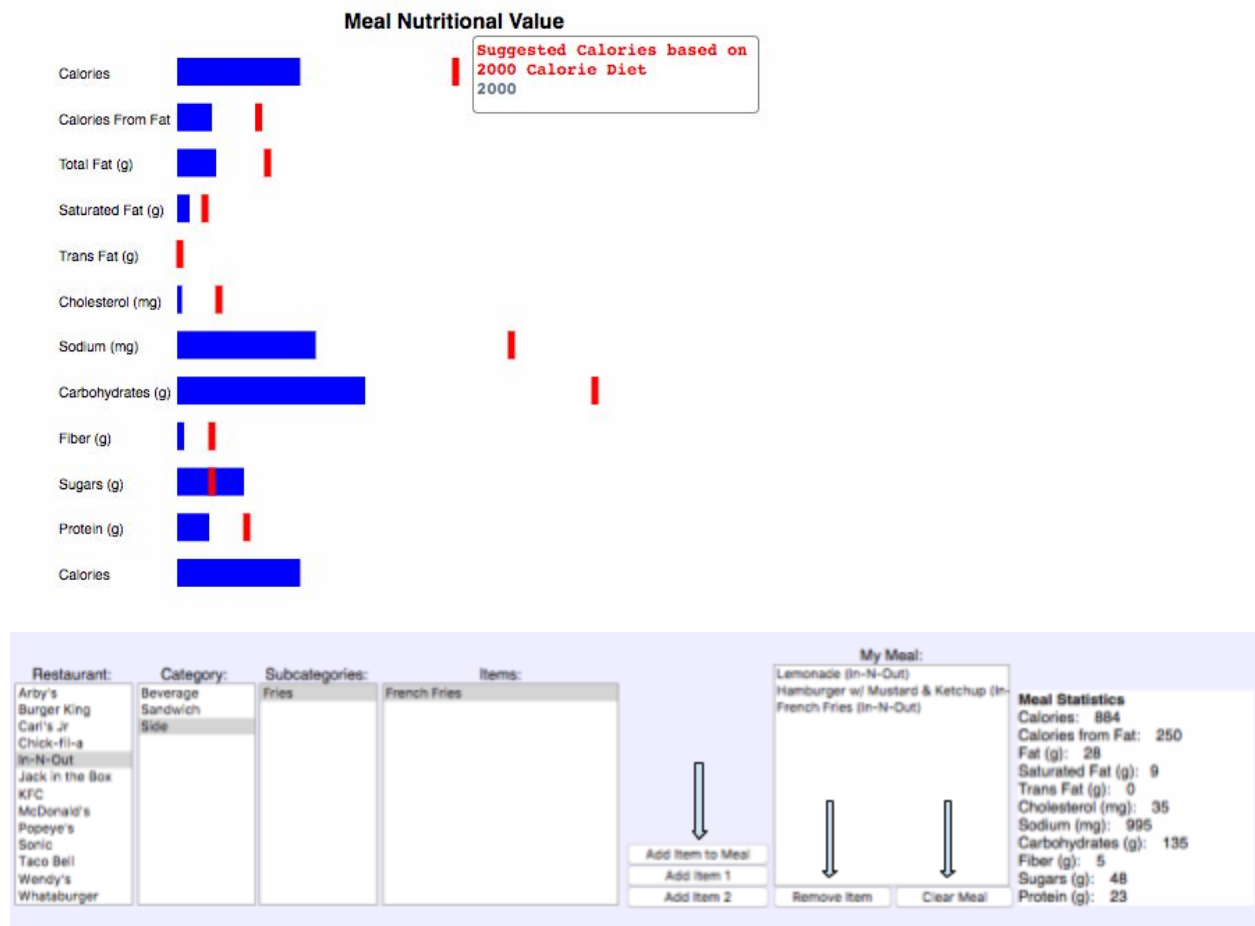 Meal Nutritional Value
Suggested Calories based on
2000 Calorie Diet
2000
Calories
Calories From Fat
Total Fat (g)
Saturated Fat (g)
Trans Fat (g)
Cholesterol (mg)
Sodium (mg)
Carbohydrates (g)
Fiber (g)
Sugars (g)
Protein (g)
Calories
Restaurant:
Arby's
Burger King
Carl's Jr
Chick-fil-a
In-N-Out
Jack in the Box
KFC
McDonald's
Popeye's
Sonic
Taco Bell
Wendy's
Whataburger
Category:
Beverage
Sandwich
Side
Subcategories:
Fries
Items:
French Fries
Add Item to Meal
Add Item 1
Add Item 2
My Meal:
Lemonade (In-N-Out)
Hamburger w/ Mustard & Ketchup (In-
French Fries (In-N-Out)
Remove Item
Clear Meal
Meal Statistics
Calories: 884
Calories from Fat: 250
Fat (g): 28
Saturated Fat (g): 9
Trans Fat (g): 0
Cholesterol (mg): 35
Sodium (mg): 995
Carbohydrates (g): 135
Fiber (g): 5
Sugars (g): 48
Protein (g): 23